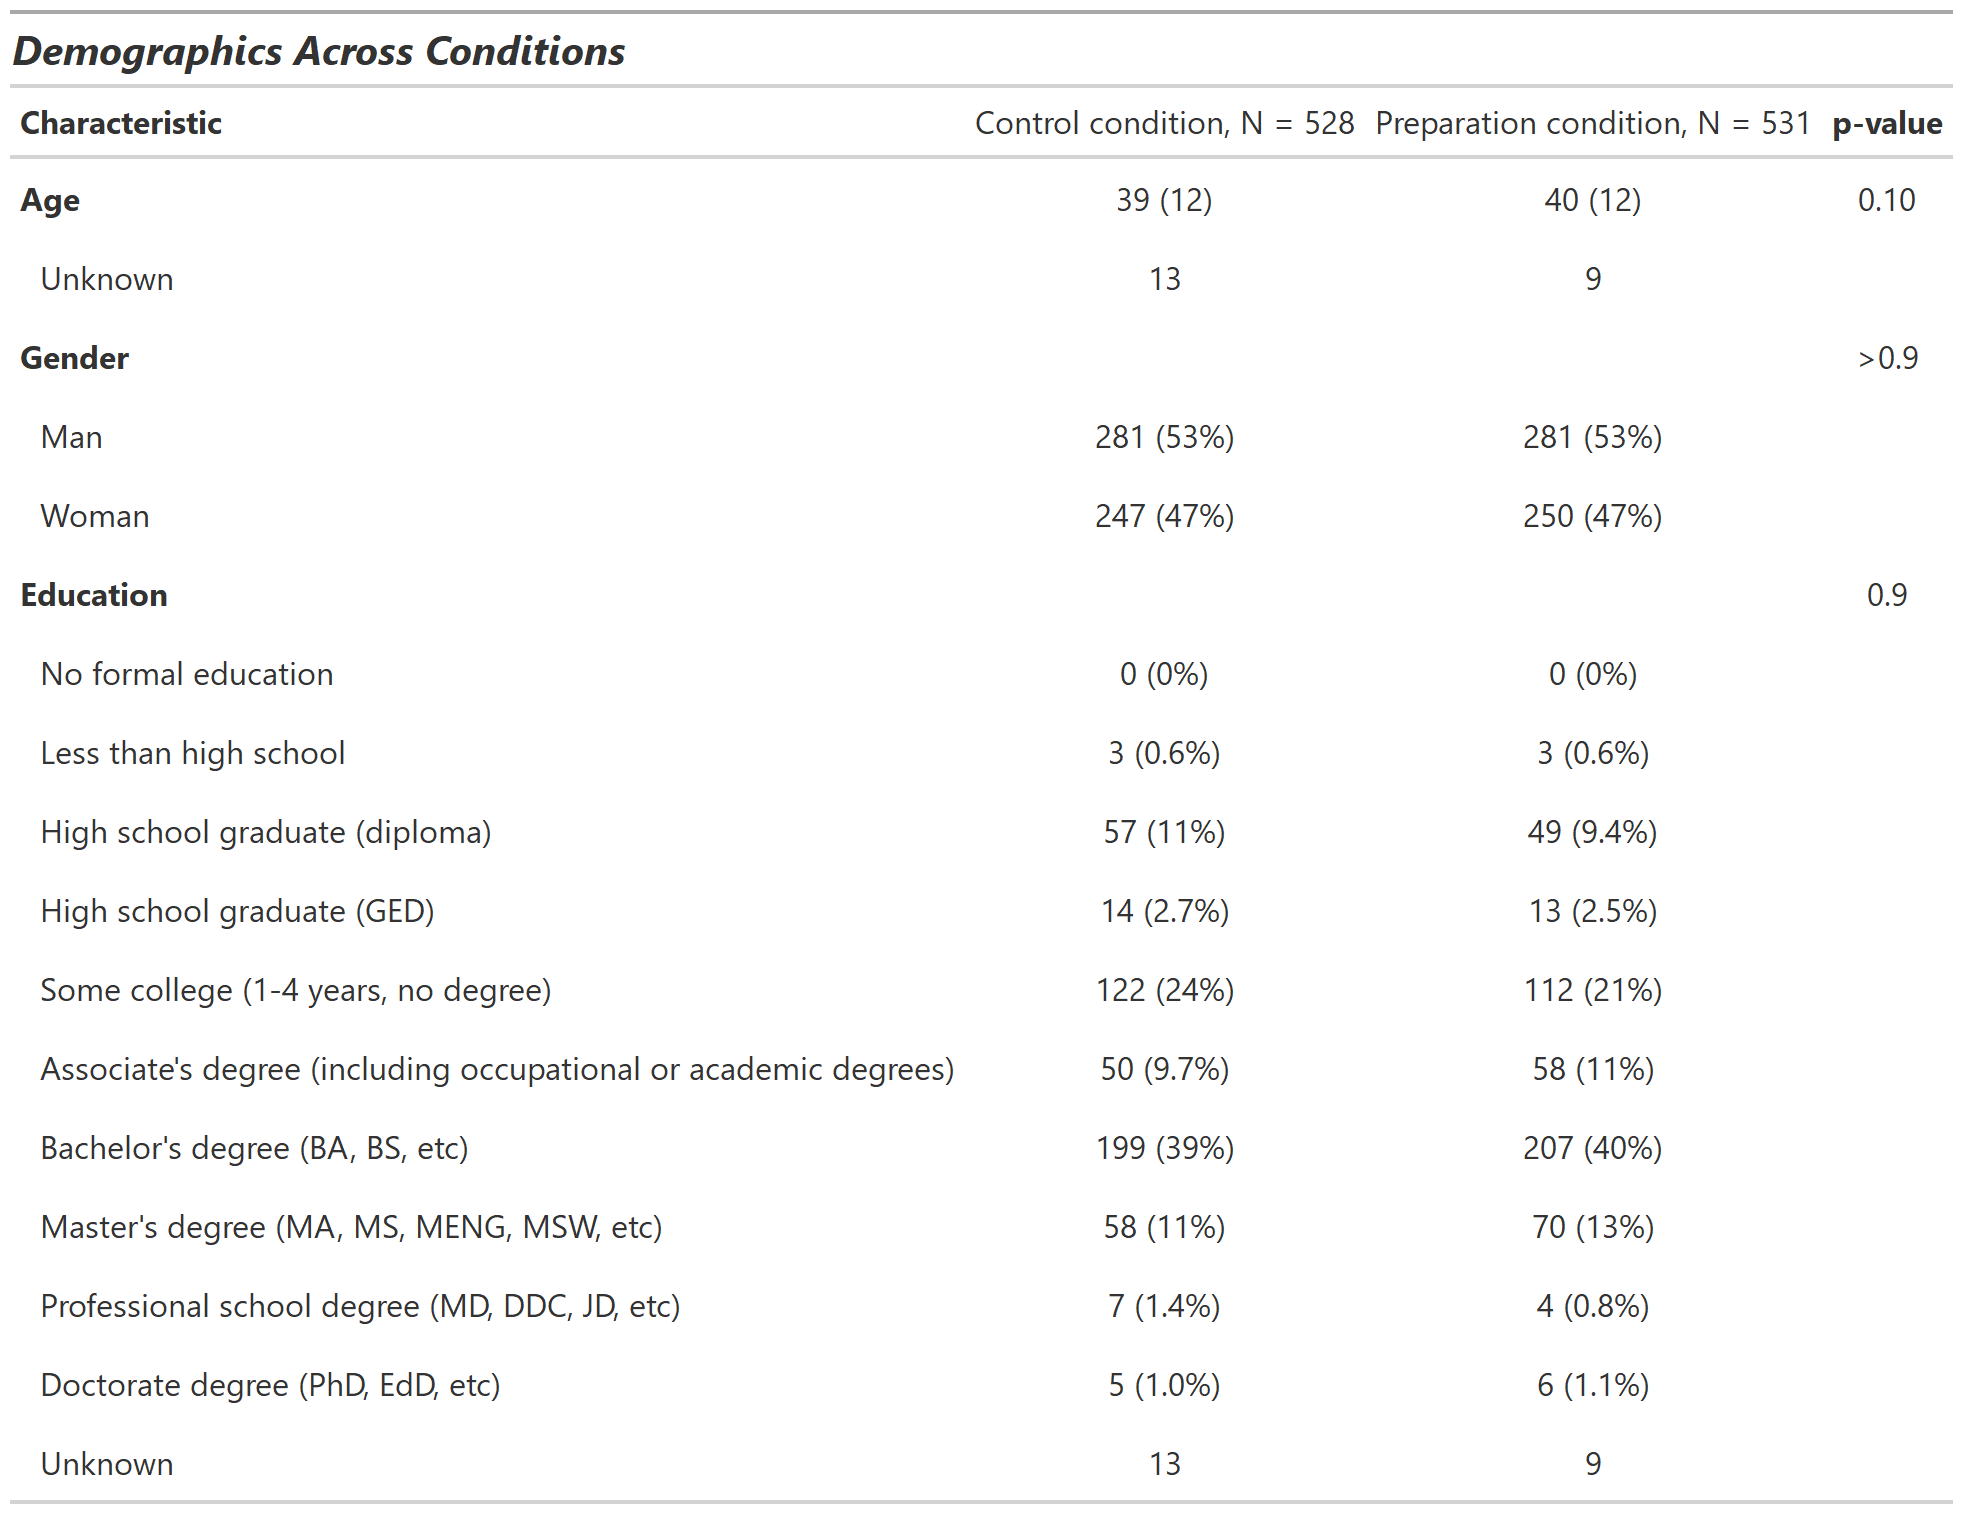 Demographics Across Conditions
Characteristic Control condition, N = 528 Preparation condition, N = 531 p-value
Age 39 (12) 40 (12) 0.10
Unknown 13 9
Gender >0.9
Man 281 (53%) 281 (53%)
Woman 247 (47%) 250 (47%)
Education 0.9
No formal education 0 (0%) 0 (0%)
Less than high school 3 (0.6%) 3 (0.6%)
High school graduate (diploma) 57 (11%) 49 (9.4%)
High school graduate (GED) 14 (2.7%) 13 (2.5%)
Some college (1-4 years, no degree) 122 (24%) 112 (21%)
Associate's degree (including occupational or academic degrees) 50 (9.7%) 58 (11%)
Bachelor's degree (BA, BS, etc) 199 (39%) 207 (40%)
Master's degree (MA, MS, MENG, MSW, etc) 58 (11%) 70 (13%)
Professional school degree (MD, DDC, JD, etc) 7 (1.4%) 4 (0.8%)
Doctorate degree (PhD, EdD, etc) 5 (1.0%) 6 (1.1%)
Unknown 13 9